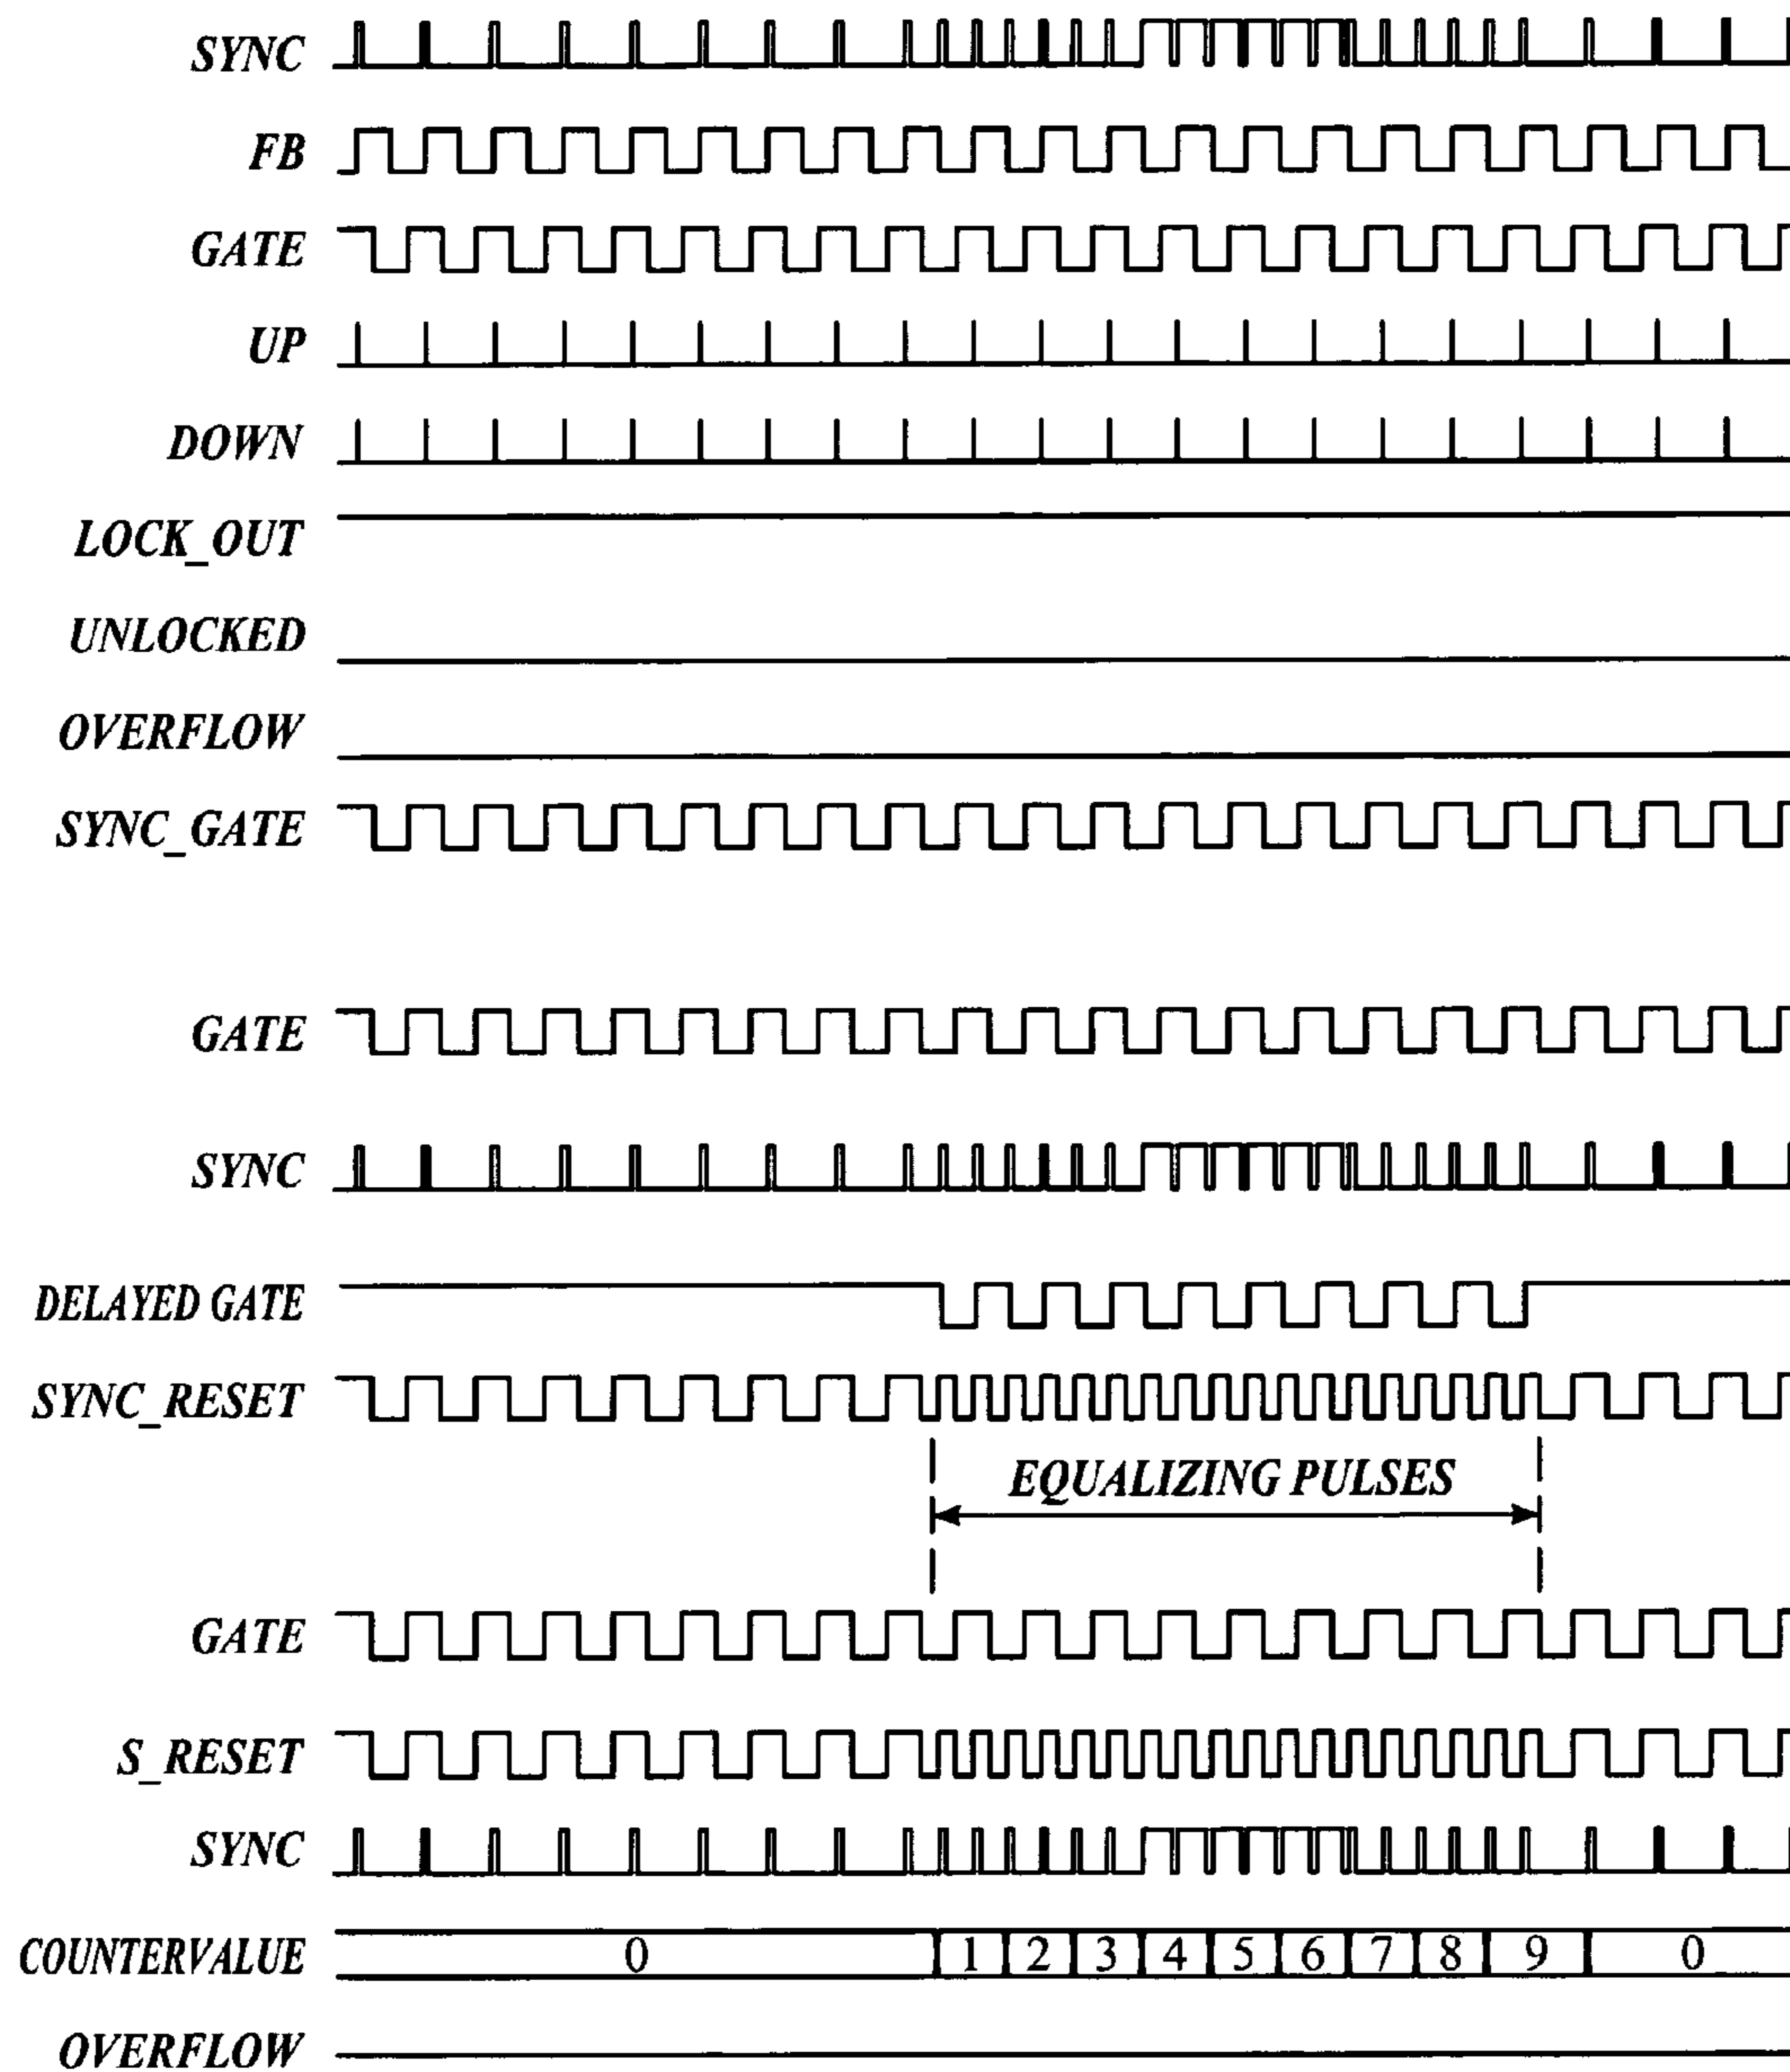 SYNC
FB
GATE
UP
DOWN
LOCK_OUT
UNLOCKED
OVERFLOW
SYNC_GATE
GATE
SYNC
DELAYED GATE
SYNC_RESET
EQUALIZING PULSES
GATE
S_RESET
SYNC
COUNTERVALUE 0 1 2 3 4 5 6 7 8 9 0
OVERFLOW